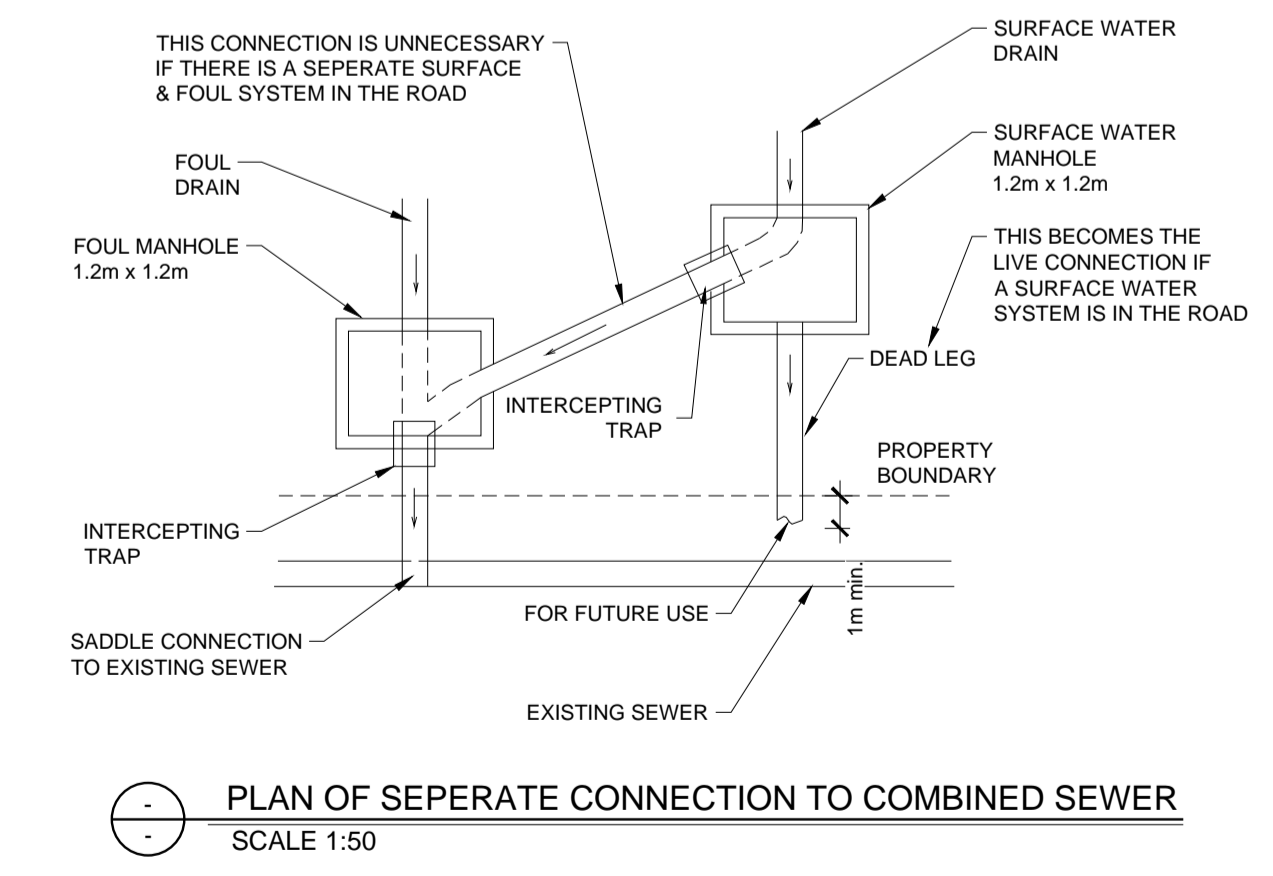 THIS CONNECTION IS UNNECESSARY
IF THERE IS A SEPERATE SURFACE
& FOUL SYSTEM IN THE ROAD
SURFACE WATER
DRAIN
SURFACE WATER
MANHOLE
1.2m x 1.2m
FOUL
DRAIN
FOUL MANHOLE
1.2m x 1.2m
THIS BECOMES THE
LIVE CONNECTION IF
A SURFACE WATER
SYSTEM IS IN THE ROAD
DEAD LEG
INTERCEPTING
TRAP
PROPERTY
BOUNDARY
INTERCEPTING
TRAP
1m min.
FOR FUTURE USE
SADDLE CONNECTION
TO EXISTING SEWER
EXISTING SEWER
-
-
PLAN OF SEPERATE CONNECTION TO COMBINED SEWER
SCALE 1:50